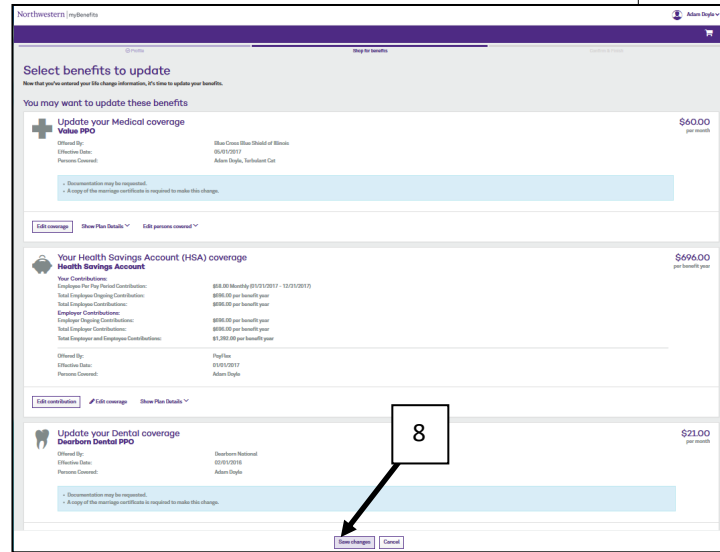 Northwestern | myBenefits
Adam Doyle
Profile
Shop for benefits
Select benefits to update
Now that you've entered your life change information, it's time to update your benefits.
You may want to update these benefits
Update your Medical coverage
$60.00
Value PPO
per month
Offered By: Blue Cross Blue Shield of Illinois
Effective Date: 05/01/2017
Persons Covered: Adam Doyle, Turbolent Cat
- Documentation may be requested.
- A copy of the marriage certificate is required to make this change.
Edit coverage Show Plan Details Edit persons covered
Your Health Savings Account (HSA) coverage
$696.00
Health Savings Account
per benefit year
Your Contributions:
Employee Per Pay Period Contribution: $58.00 Monthly (01/31/2017 - 12/31/2017)
Total Employee Ongoing Contribution: $696.00 per benefit year
Total Employee Contributions: $696.00 per benefit year
Employer Contributions:
Employer Ongoing Contributions: $696.00 per benefit year
Total Employer Contributions: $696.00 per benefit year
Total Employer and Employee Contributions: $1,392.00 per benefit year
Offered By: PayFlex
Effective Date: 01/01/2017
Persons Covered: Adam Doyle
Edit contribution Edit coverage Show Plan Details
8
Update your Dental coverage
$21.00
Dearborn Dental PPO
per month
Offered By: Dearborn National
Effective Date: 02/01/2016
Persons Covered: Adam Doyle
- Documentation may be requested.
- A copy of the marriage certificate is required to make this change.
Save changes Cancel